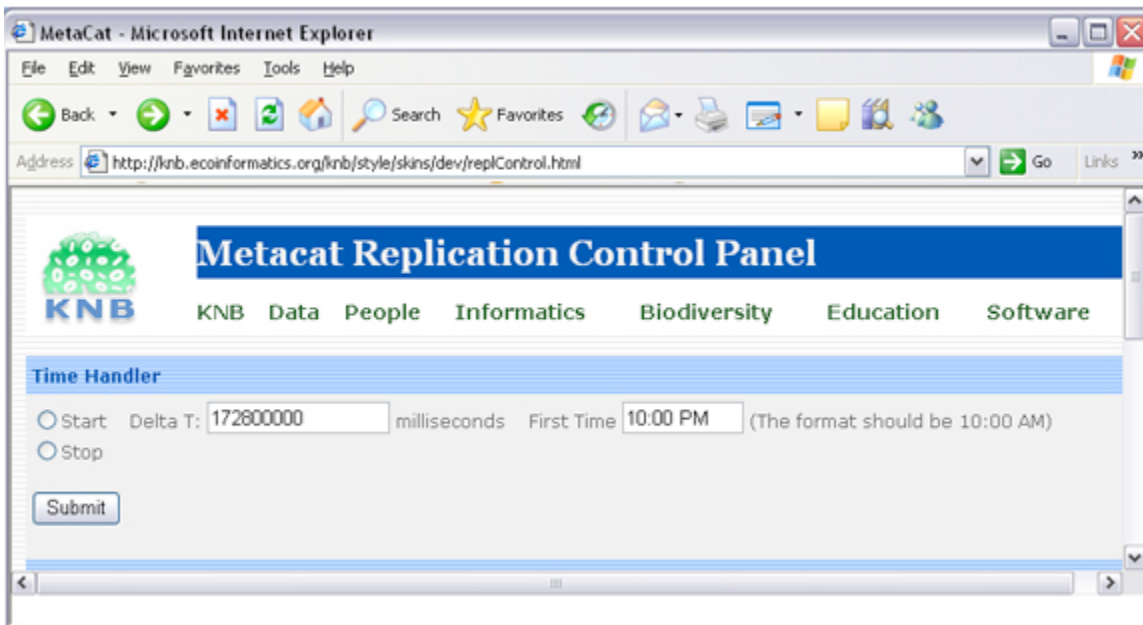 MetaCat - Microsoft Internet Explorer
File Edit View Favorites Tools Help
Back Search Favorites
Address http://knb.ecoinformatics.org/knb/style/skins/dev/replControl.html Go Links »
Metacat Replication Control Panel
KNB
KNB Data People Informatics Biodiversity Education Software
Time Handler
Start Delta T: 172800000 milliseconds First Time 10:00 PM (The format should be 10:00 AM)
Stop
Submit